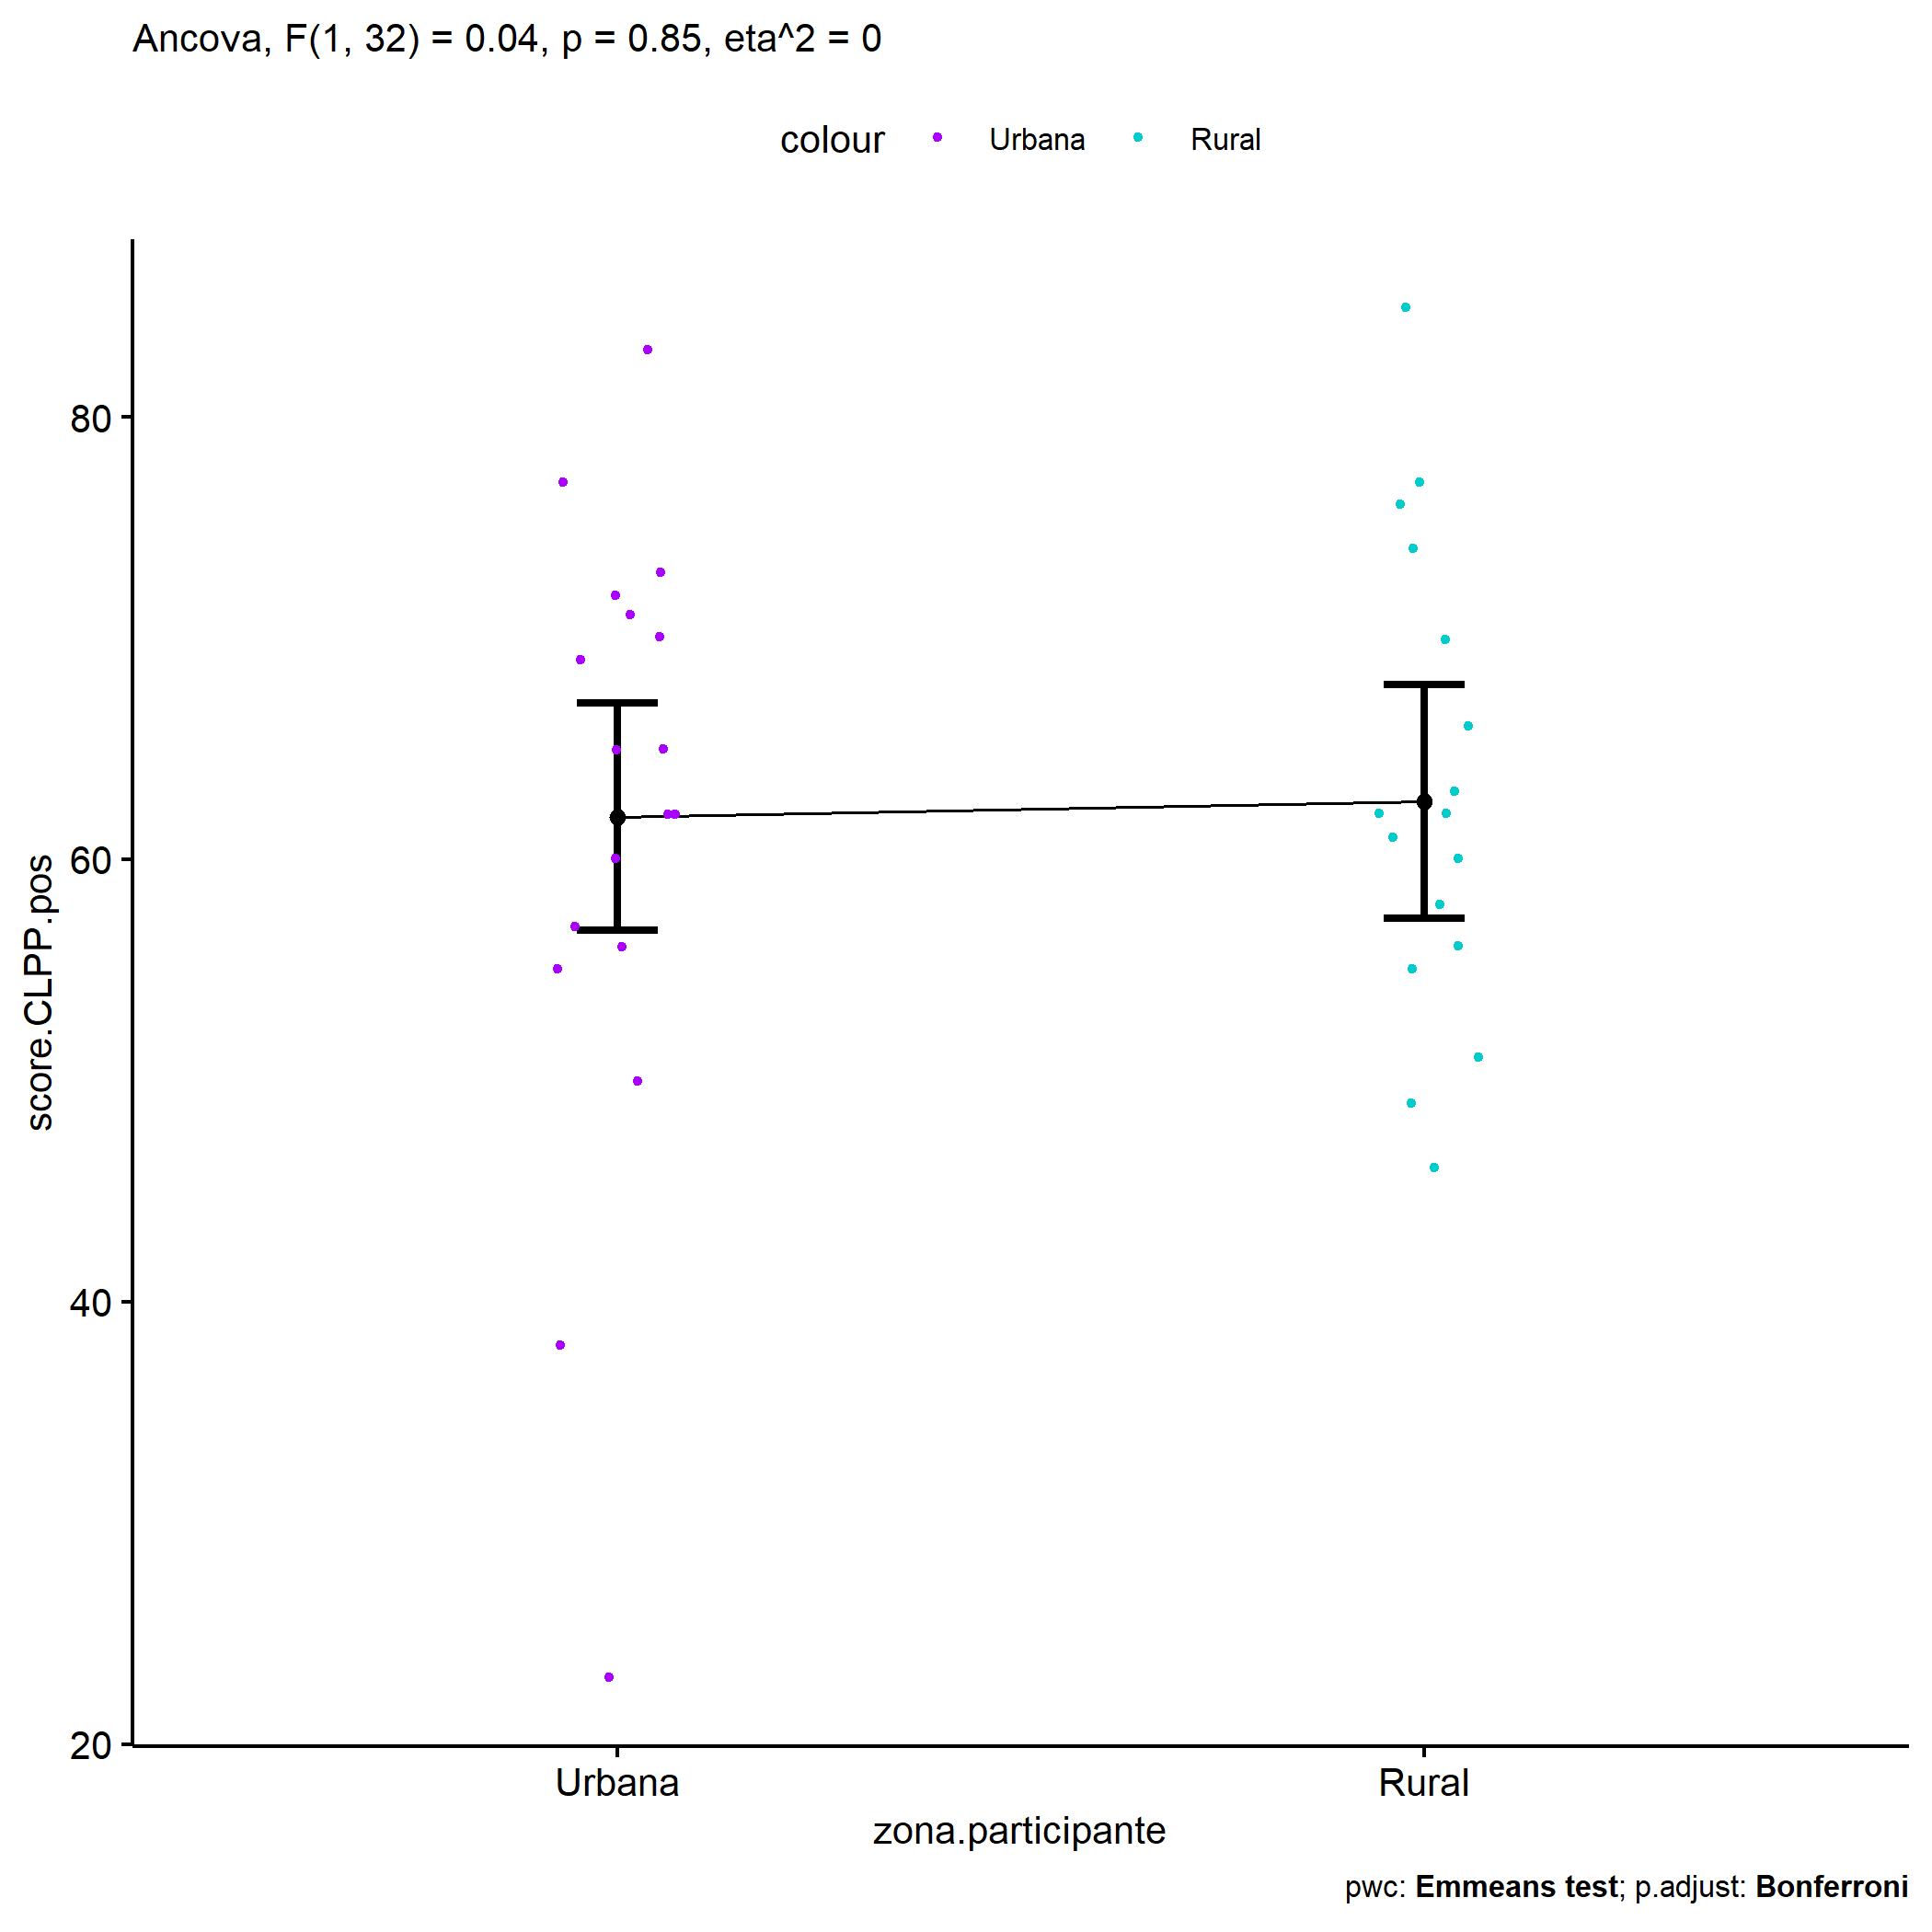 Ancova, F(1, 32) = 0.04, p = 0.85, eta^2 = 0
colour Urbana Rural
80
60
40
20
score.CLPP.pos
Urbana Rural
zona.participante
pwc: Emmeans test; p.adjust: Bonferroni